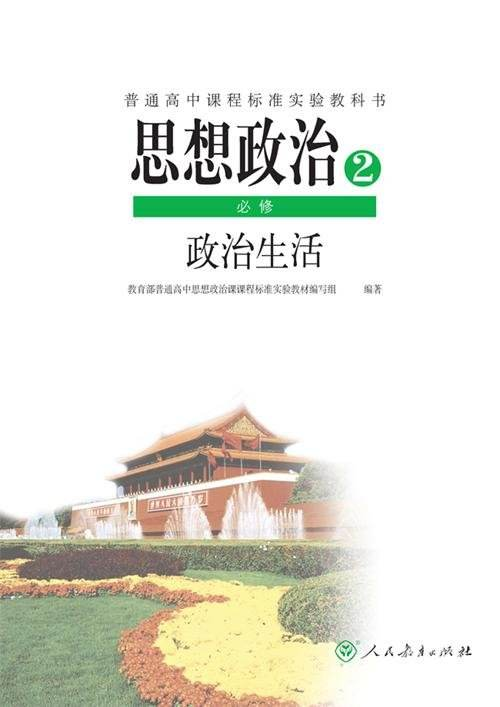 普通高中课程标准实验教科书
思想政治2
必修
政治生活
教育部普通高中思想政治课课程标准实验教材编写组 编著
人民教育出版社